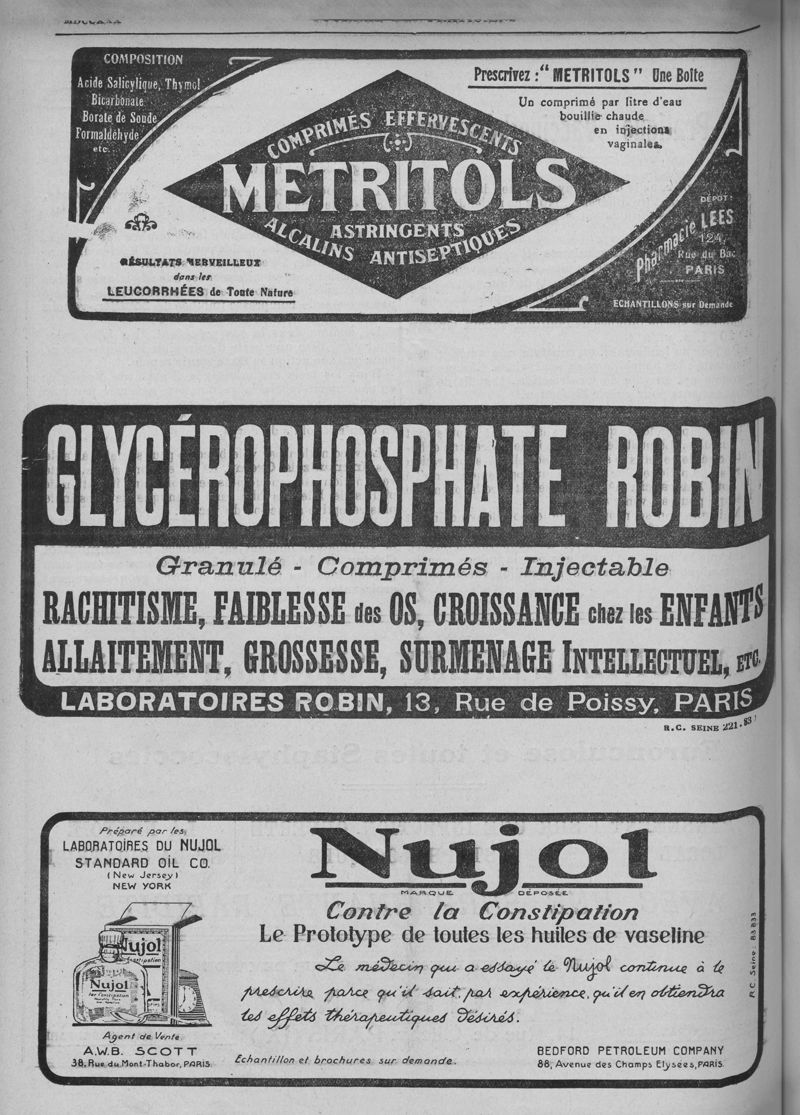 MDCCXXX
COMPOSITION
Acide Salicylique, Thymol
Bicarbonate
Borate de Soude
Formaldéhyde
etc...
Prescrivez : "METRITOLS" Une Boîte
Un comprimé par litre d'eau
bouillie chaude
en injections
vaginales.
COMPRIMÉS EFFERVESCENTS
METRITOLS
ASTRINGENTS
ALCALINS ANTISEPTIQUES
RÉSULTATS MERVEILLEUX
dans les
LEUCORRHÉES de Toute Nature
DÉPOT :
Pharmacie LEES
124,
Rue du Bac
PARIS
ECHANTILLONS sur Demande
GLYCÉROPHOSPHATE ROBIN
Granulé - Comprimés - Injectable
RACHITISME, FAIBLESSE des OS, CROISSANCE chez les ENFANTS
ALLAITEMENT, GROSSESSE, SURMENAGE INTELLECTUEL, ETC.
LABORATOIRES ROBIN, 13, Rue de Poissy, PARIS
R.C. SEINE 221.83
Préparé par les
LABORATOIRES DU NUJOL
STANDARD OIL CO.
(New Jersey)
NEW YORK
Nujol
MARQUE DÉPOSÉE
Contre la Constipation
Le Prototype de toutes les huiles de vaseline
Le médecin qui a essayé le Nujol continue à le
prescrire parce qu'il sait, par expérience, qu'il en obtiendra
les effets thérapeutiques désirés.
Nujol
Nujol
For Constipation
Agent de Vente
A.W.B. SCOTT
38, Rue du Mont-Thabor, PARIS.
Echantillon et brochures sur demande.
BEDFORD PETROLEUM COMPANY
88, Avenue des Champs Elysées, PARIS
R.C. Seine : 83833